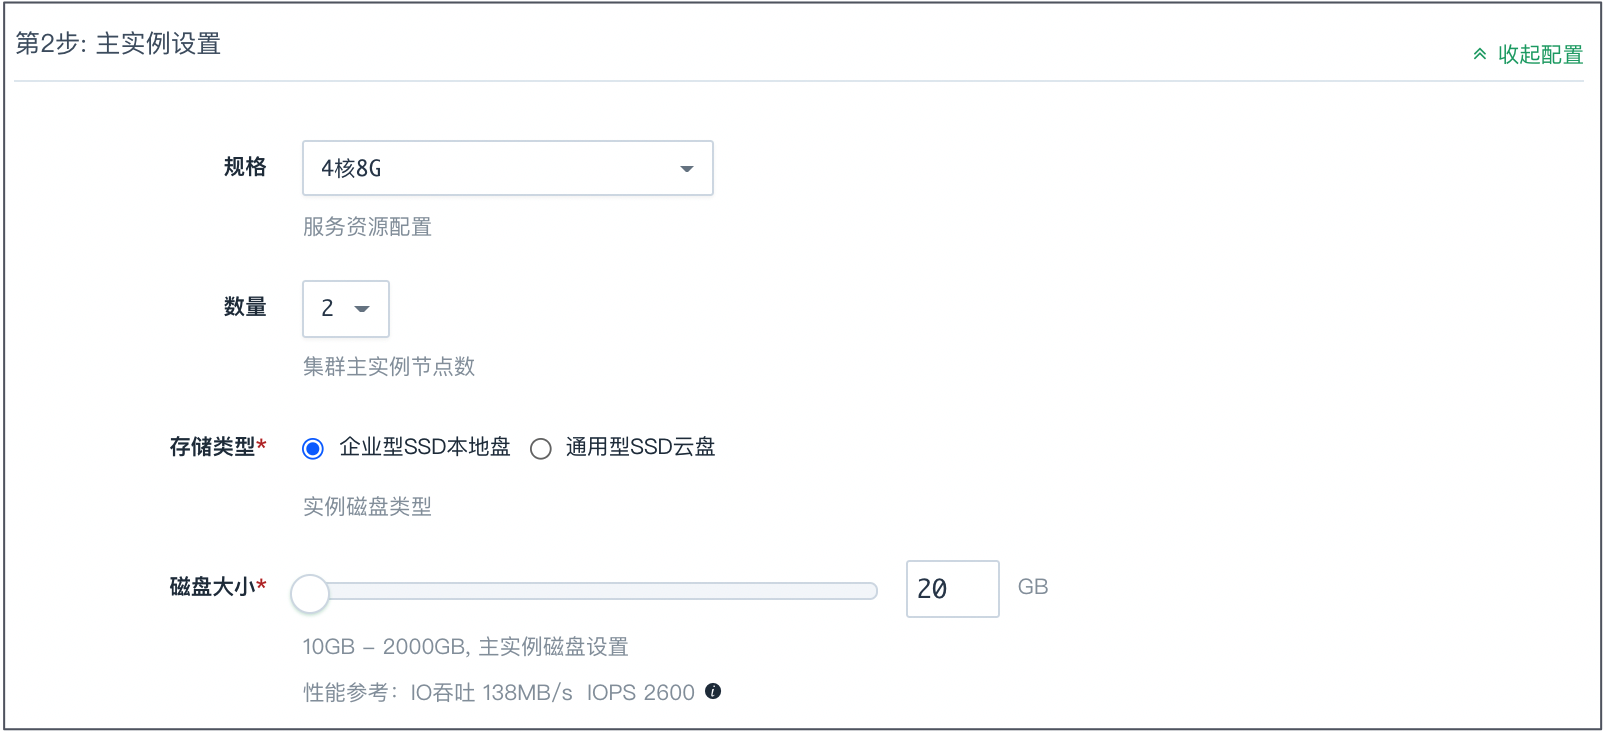 第2步: 主实例设置
收起配置
规格
4核8G
服务资源配置
数量
2
集群主实例节点数
存储类型*
企业型SSD本地盘 通用型SSD云盘
实例磁盘类型
磁盘大小*
20 GB
10GB - 2000GB, 主实例磁盘设置
性能参考: IO吞吐 138MB/s IOPS 2600 i